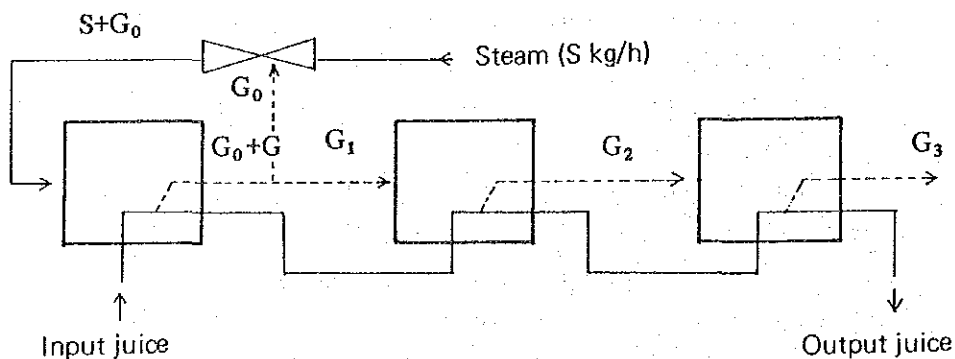 S+G₀
Steam (S kg/h)
G₀
G₀+G
G₁
G₂
G₃
Input juice
Output juice